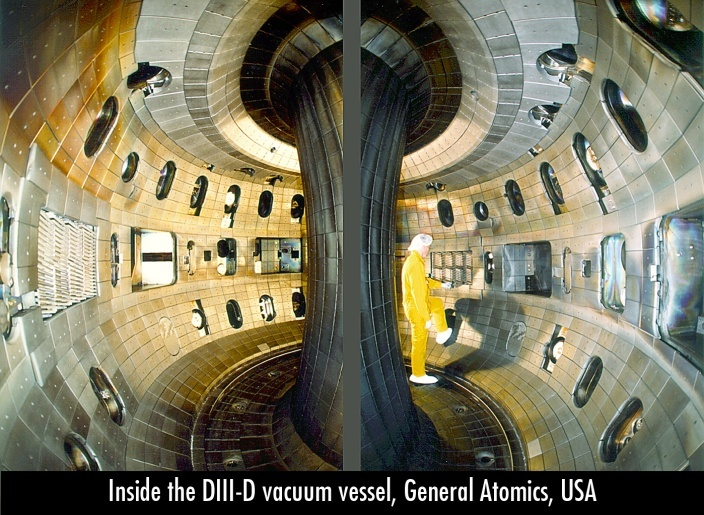 Inside the DIII-D vacuum vessel, General Atomics, USA